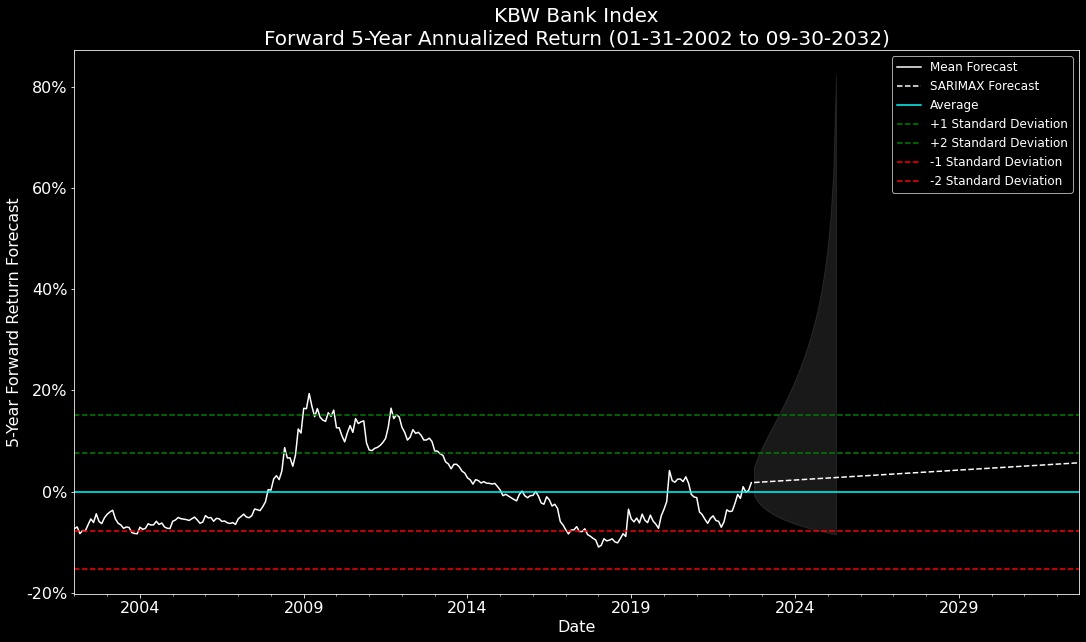 KBW Bank Index
Forward 5-Year Annualized Return (01-31-2002 to 09-30-2032)
Mean Forecast
SARIMAX Forecast
Average
+1 Standard Deviation
+2 Standard Deviation
-1 Standard Deviation
-2 Standard Deviation
5-Year Forward Return Forecast
80%
60%
40%
20%
0%
-20%
2004 2009 2014 2019 2024 2029
Date